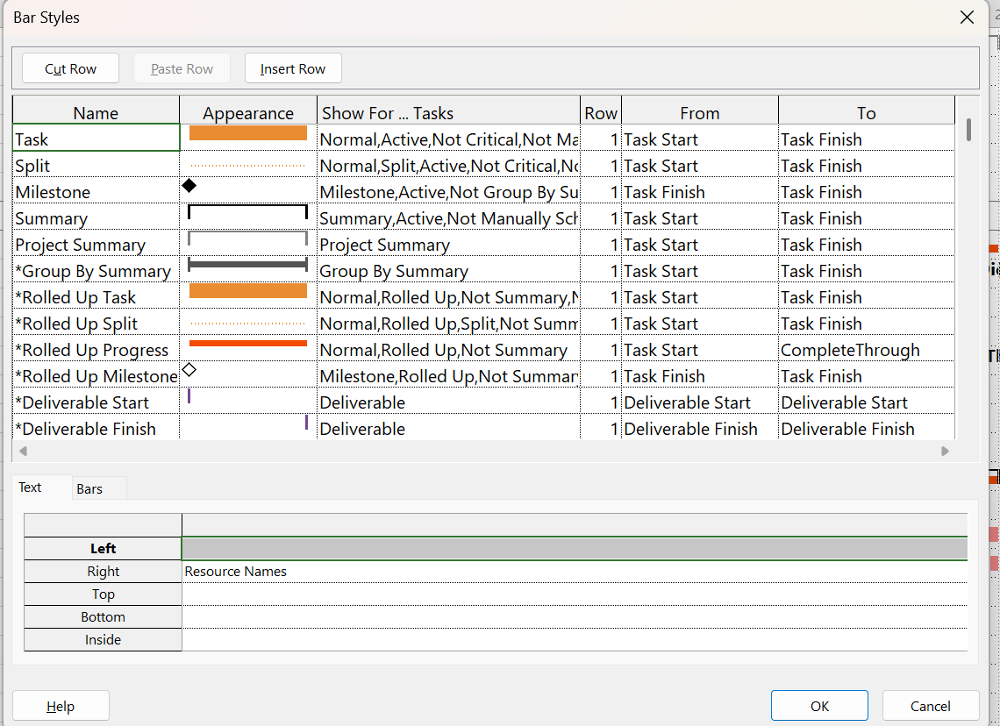 Bar Styles
Cut Row Paste Row Insert Row
Name Appearance Show For ... Tasks Row From To
Task Normal,Active,Not Critical,Not Ma 1 Task Start Task Finish
Split Normal,Split,Active,Not Critical,No 1 Task Start Task Finish
Milestone Milestone,Active,Not Group By Su 1 Task Finish Task Finish
Summary Summary,Active,Not Manually Sch 1 Task Start Task Finish
Project Summary Project Summary 1 Task Start Task Finish
*Group By Summary Group By Summary 1 Task Start Task Finish
*Rolled Up Task Normal,Rolled Up,Not Summary,N 1 Task Start Task Finish
*Rolled Up Split Normal,Rolled Up,Split,Not Summ 1 Task Start Task Finish
*Rolled Up Progress Normal,Rolled Up,Not Summary 1 Task Start CompleteThrough
*Rolled Up Milestone Milestone,Rolled Up,Not Summary 1 Task Finish Task Finish
*Deliverable Start Deliverable 1 Deliverable Start Deliverable Start
*Deliverable Finish Deliverable 1 Deliverable Finish Deliverable Finish
Text Bars
Left
Right Resource Names
Top
Bottom
Inside
Help OK Cancel